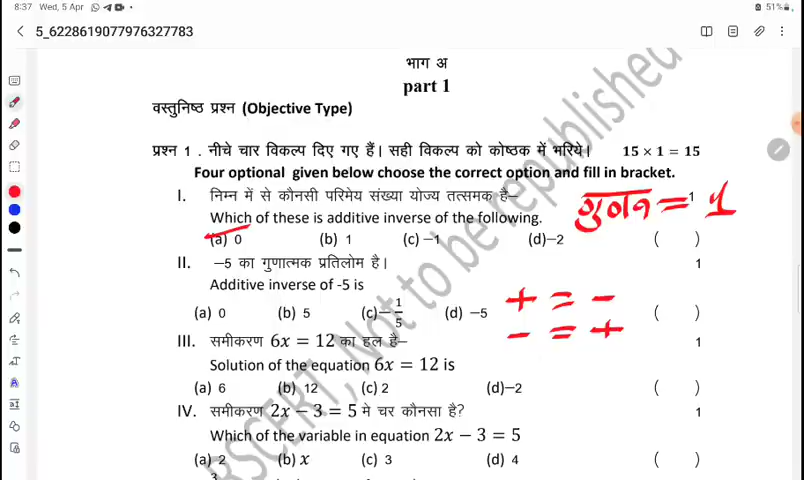 8:37 Wed, 5 Apr 51%
5_6228619077976327783
भाग अ
part 1
वस्तुनिष्ठ प्रश्न (Objective Type)
प्रश्न 1 . नीचे चार विकल्प दिए गए हैं। सही विकल्प को कोष्ठक में भरिये। 15 × 1 = 15
Four optional given below choose the correct option and fill in bracket.
I. निम्न में से कौनसी परिमेय संख्या योज्य तत्समक है- 1
गुणन = 1
Which of these is additive inverse of the following.
(a) 0 (b) 1 (c) –1 (d)–2 ( )
II. –5 का गुणात्मक प्रतिलोम है। 1
Additive inverse of -5 is
+ = -
(a) 0 (b) 5 (c)–1/5 (d) –5 ( )
- = +
III. समीकरण 6x = 12 का हल है– 1
Solution of the equation 6x = 12 is
(a) 6 (b) 12 (c) 2 (d)–2 ( )
IV. समीकरण 2x − 3 = 5 मे चर कौनसा है? 1
Which of the variable in equation 2x − 3 = 5
(a) 2 (b) x (c) 3 (d) 4 ( )
RSCERT, Not to be republished